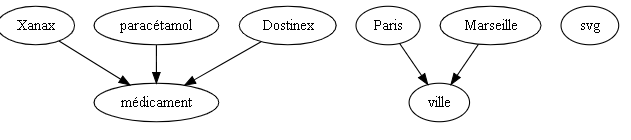 Xanax paracétamol Dostinex Paris Marseille svg
médicament ville